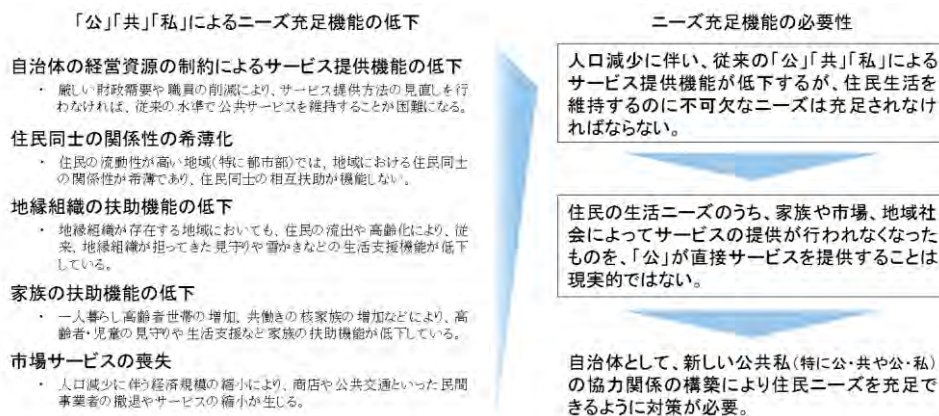 「公」「共」「私」によるニーズ充足機能の低下
自治体の経営資源の制約によるサービス提供機能の低下
・ 厳しい財政需要や職員の削減により、サービス提供方法の見直しを行
わなければ、従来の水準で公共サービスを維持することが困難になる。
住民同士の関係性の希薄化
・ 住民の流動性が高い地域(特に都市部)では、地域における住民同士
の関係性が希薄であり、住民同士の相互扶助が機能しない。
地縁組織の扶助機能の低下
・ 地縁組織が存在する地域においても、住民の流出や高齢化により、従
来、地縁組織が担ってきた見守りや雪かきなどの生活支援機能が低下
している。
家族の扶助機能の低下
・ 一人暮らし高齢者世帯の増加、共働きの核家族の増加などにより、高
齢者・児童の見守りや生活支援など家族の扶助機能が低下している。
市場サービスの喪失
・ 人口減少に伴う経済規模の縮小により、商店や公共交通といった民間
事業者の撤退やサービスの縮小が生じる。
ニーズ充足機能の必要性
人口減少に伴い、従来の「公」「共」「私」による
サービス提供機能が低下するが、住民生活を
維持するのに不可欠なニーズは充足されなけ
ればならない。
住民の生活ニーズのうち、家族や市場、地域社
会によってサービスの提供が行われなくなった
ものを、「公」が直接サービスを提供することは
現実的ではない。
自治体として、新しい公共私(特に公・共や公・私)
の協力関係の構築により住民ニーズを充足で
きるように対策が必要。